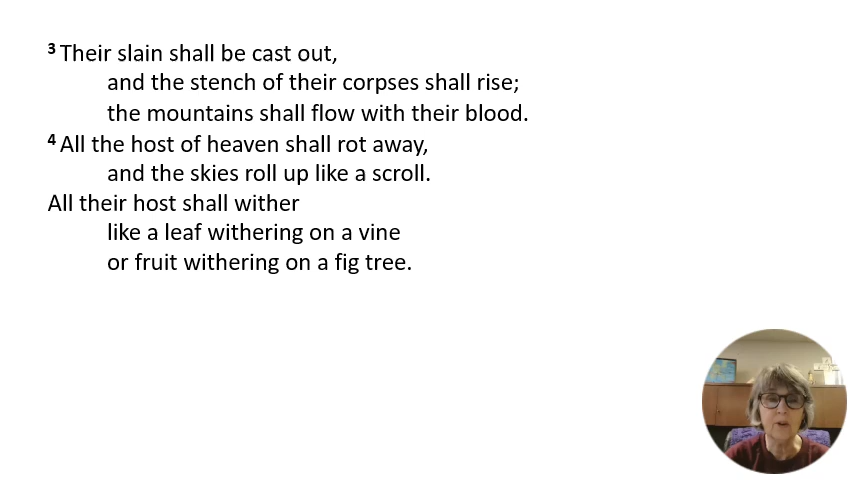 3 Their slain shall be cast out,
and the stench of their corpses shall rise;
the mountains shall flow with their blood.
4 All the host of heaven shall rot away,
and the skies roll up like a scroll.
All their host shall wither
like a leaf withering on a vine
or fruit withering on a fig tree.